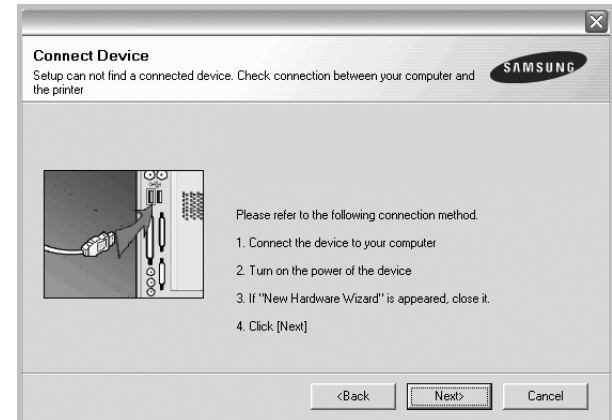 Connect Device
Setup can not find a connected device. Check connection between your computer and
the printer
SAMSUNG
Please refer to the following connection method.
1. Connect the device to your computer
2. Turn on the power of the device
3. If "New Hardware Wizard" is appeared, close it.
4. Click [Next]
<Back
Next>
Cancel